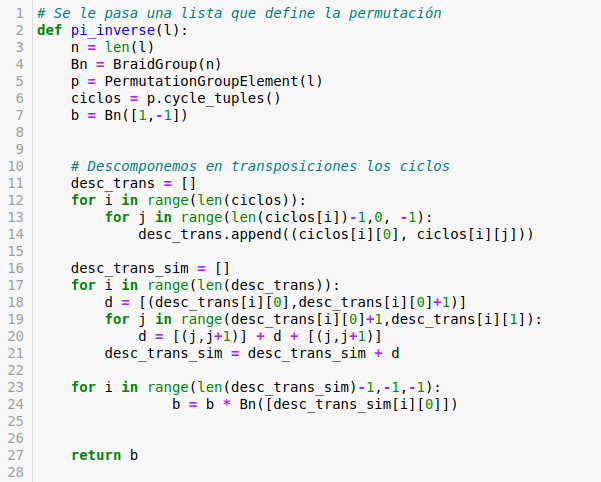 1 # Se le pasa una lista que define la permutación
2 def pi_inverse(l):
3     n = len(l)
4     Bn = BraidGroup(n)
5     p = PermutationGroupElement(l)
6     ciclos = p.cycle_tuples()
7     b = Bn([1,-1])
8
9
10     # Descomponemos en transposiciones los ciclos
11     desc_trans = []
12     for i in range(len(ciclos)):
13         for j in range(len(ciclos[i])-1,0, -1):
14             desc_trans.append((ciclos[i][0], ciclos[i][j]))
15
16     desc_trans_sim = []
17     for i in range(len(desc_trans)):
18         d = [(desc_trans[i][0],desc_trans[i][0]+1)]
19         for j in range(desc_trans[i][0]+1,desc_trans[i][1]):
20             d = [(j,j+1)] + d + [(j,j+1)]
21         desc_trans_sim = desc_trans_sim + d
22
23     for i in range(len(desc_trans_sim)-1,-1,-1):
24                 b = b * Bn([desc_trans_sim[i][0]])
25
26
27     return b
28